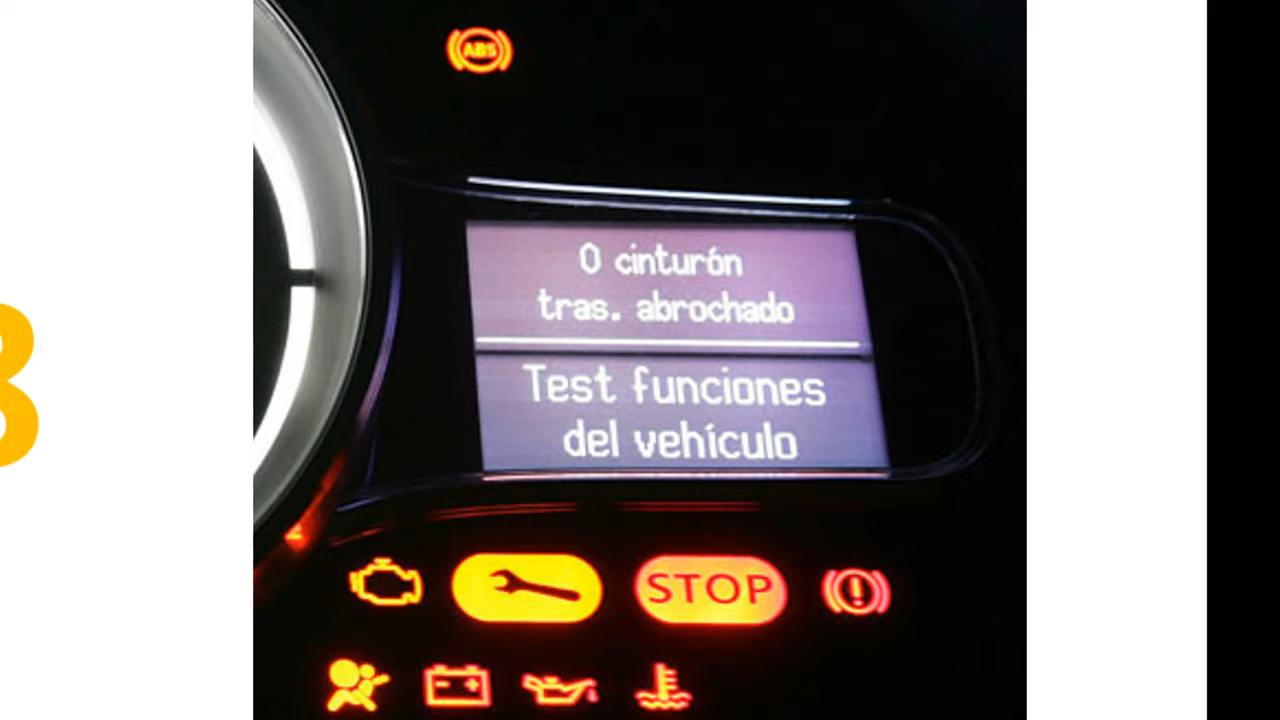 ABS
0 cinturón
tras. abrochado
Test funciones
del vehículo
STOP